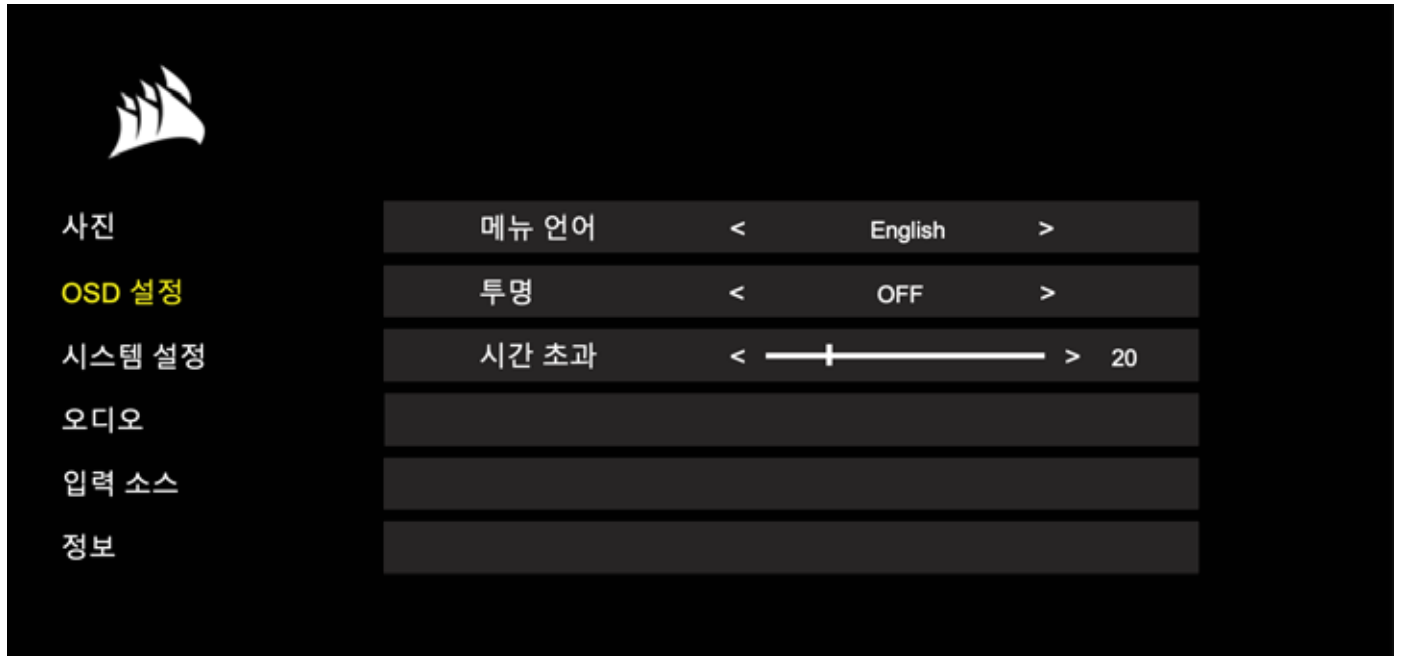 사진 메뉴 언어 < English >
OSD 설정 투명 < OFF >
시스템 설정 시간 초과 < > 20
오디오
입력 소스
정보